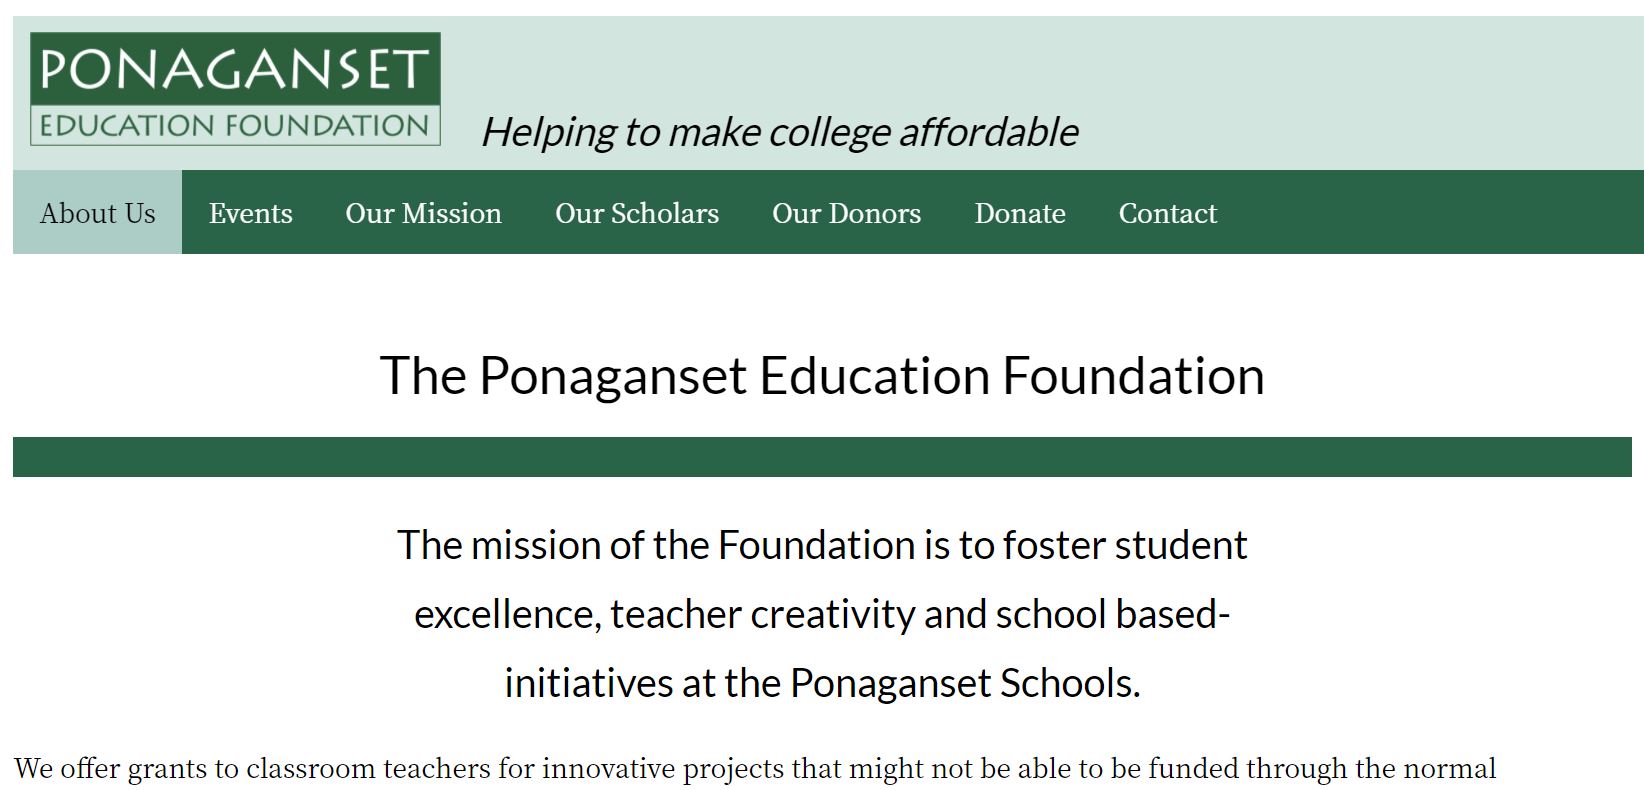 PONAGANSET
EDUCATION FOUNDATION
Helping to make college affordable
About Us Events Our Mission Our Scholars Our Donors Donate Contact
The Ponaganset Education Foundation
The mission of the Foundation is to foster student
excellence, teacher creativity and school based-
initiatives at the Ponaganset Schools.
We offer grants to classroom teachers for innovative projects that might not be able to be funded through the normal